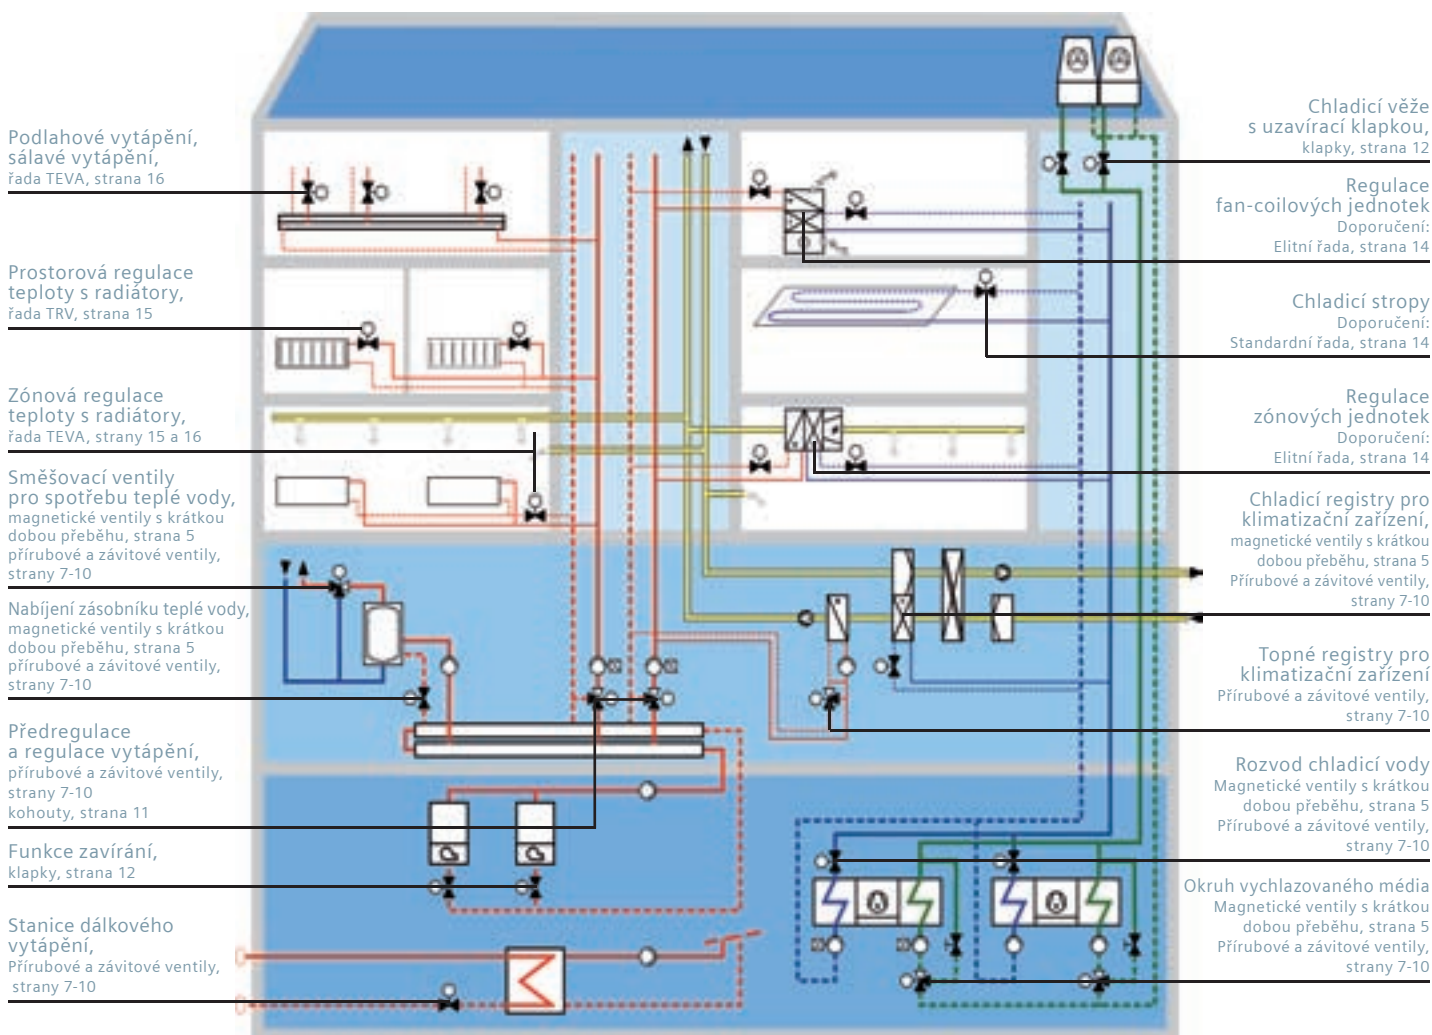 Podlahové vytápění,
sálavé vytápění,
řada TEVA, strana 16
Prostorová regulace
teploty s radiátory,
řada TRV, strana 15
Zónová regulace
teploty s radiátory,
řada TEVA, strany 15 a 16
Směšovací ventily
pro spotřebu teplé vody,
magnetické ventily s krátkou
dobou přeběhu, strana 5
přírubové a závitové ventily,
strany 7-10
Nabíjení zásobníku teplé vody,
magnetické ventily s krátkou
dobou přeběhu, strana 5
přírubové a závitové ventily,
strany 7-10
Předregulace
a regulace vytápění,
přírubové a závitové ventily,
strany 7-10
kohouty, strana 11
Funkce zavírání,
klapky, strana 12
Stanice dálkového
vytápění,
Přírubové a závitové ventily,
strany 7-10
Chladicí věže
s uzavírací klapkou,
klapky, strana 12
Regulace
fan-coilových jednotek
Doporučení:
Elitní řada, strana 14
Chladicí stropy
Doporučení:
Standardní řada, strana 14
Regulace
zónových jednotek
Doporučení:
Elitní řada, strana 14
Chladicí registry pro
klimatizační zařízení,
magnetické ventily s krátkou
dobou přeběhu, strana 5
Přírubové a závitové ventily,
strany 7-10
Topné registry pro
klimatizační zařízení
Přírubové a závitové ventily,
strany 7-10
Rozvod chladicí vody
Magnetické ventily s krátkou
dobou přeběhu, strana 5
Přírubové a závitové ventily,
strany 7-10
Okruh vychlazovaného média
Magnetické ventily s krátkou
dobou přeběhu, strana 5
Přírubové a závitové ventily,
strany 7-10